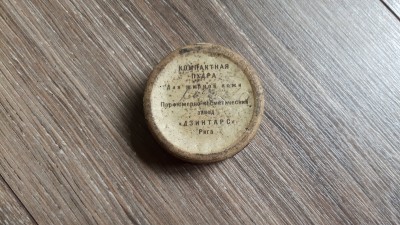 КОМПАКТНАЯ
ПУДРА
Для жирной кожи
Парфюмерно-косметический
завод
«ДЗИНТАРС»
Рига